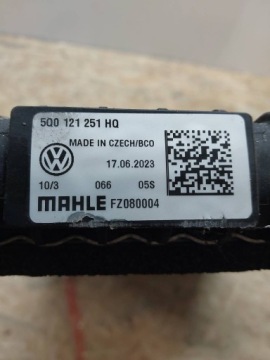 5Q0 121 251 HQ
MADE IN CZECH/BCO
17.06.2023
10/3 066 05S
MAHLE FZ080004